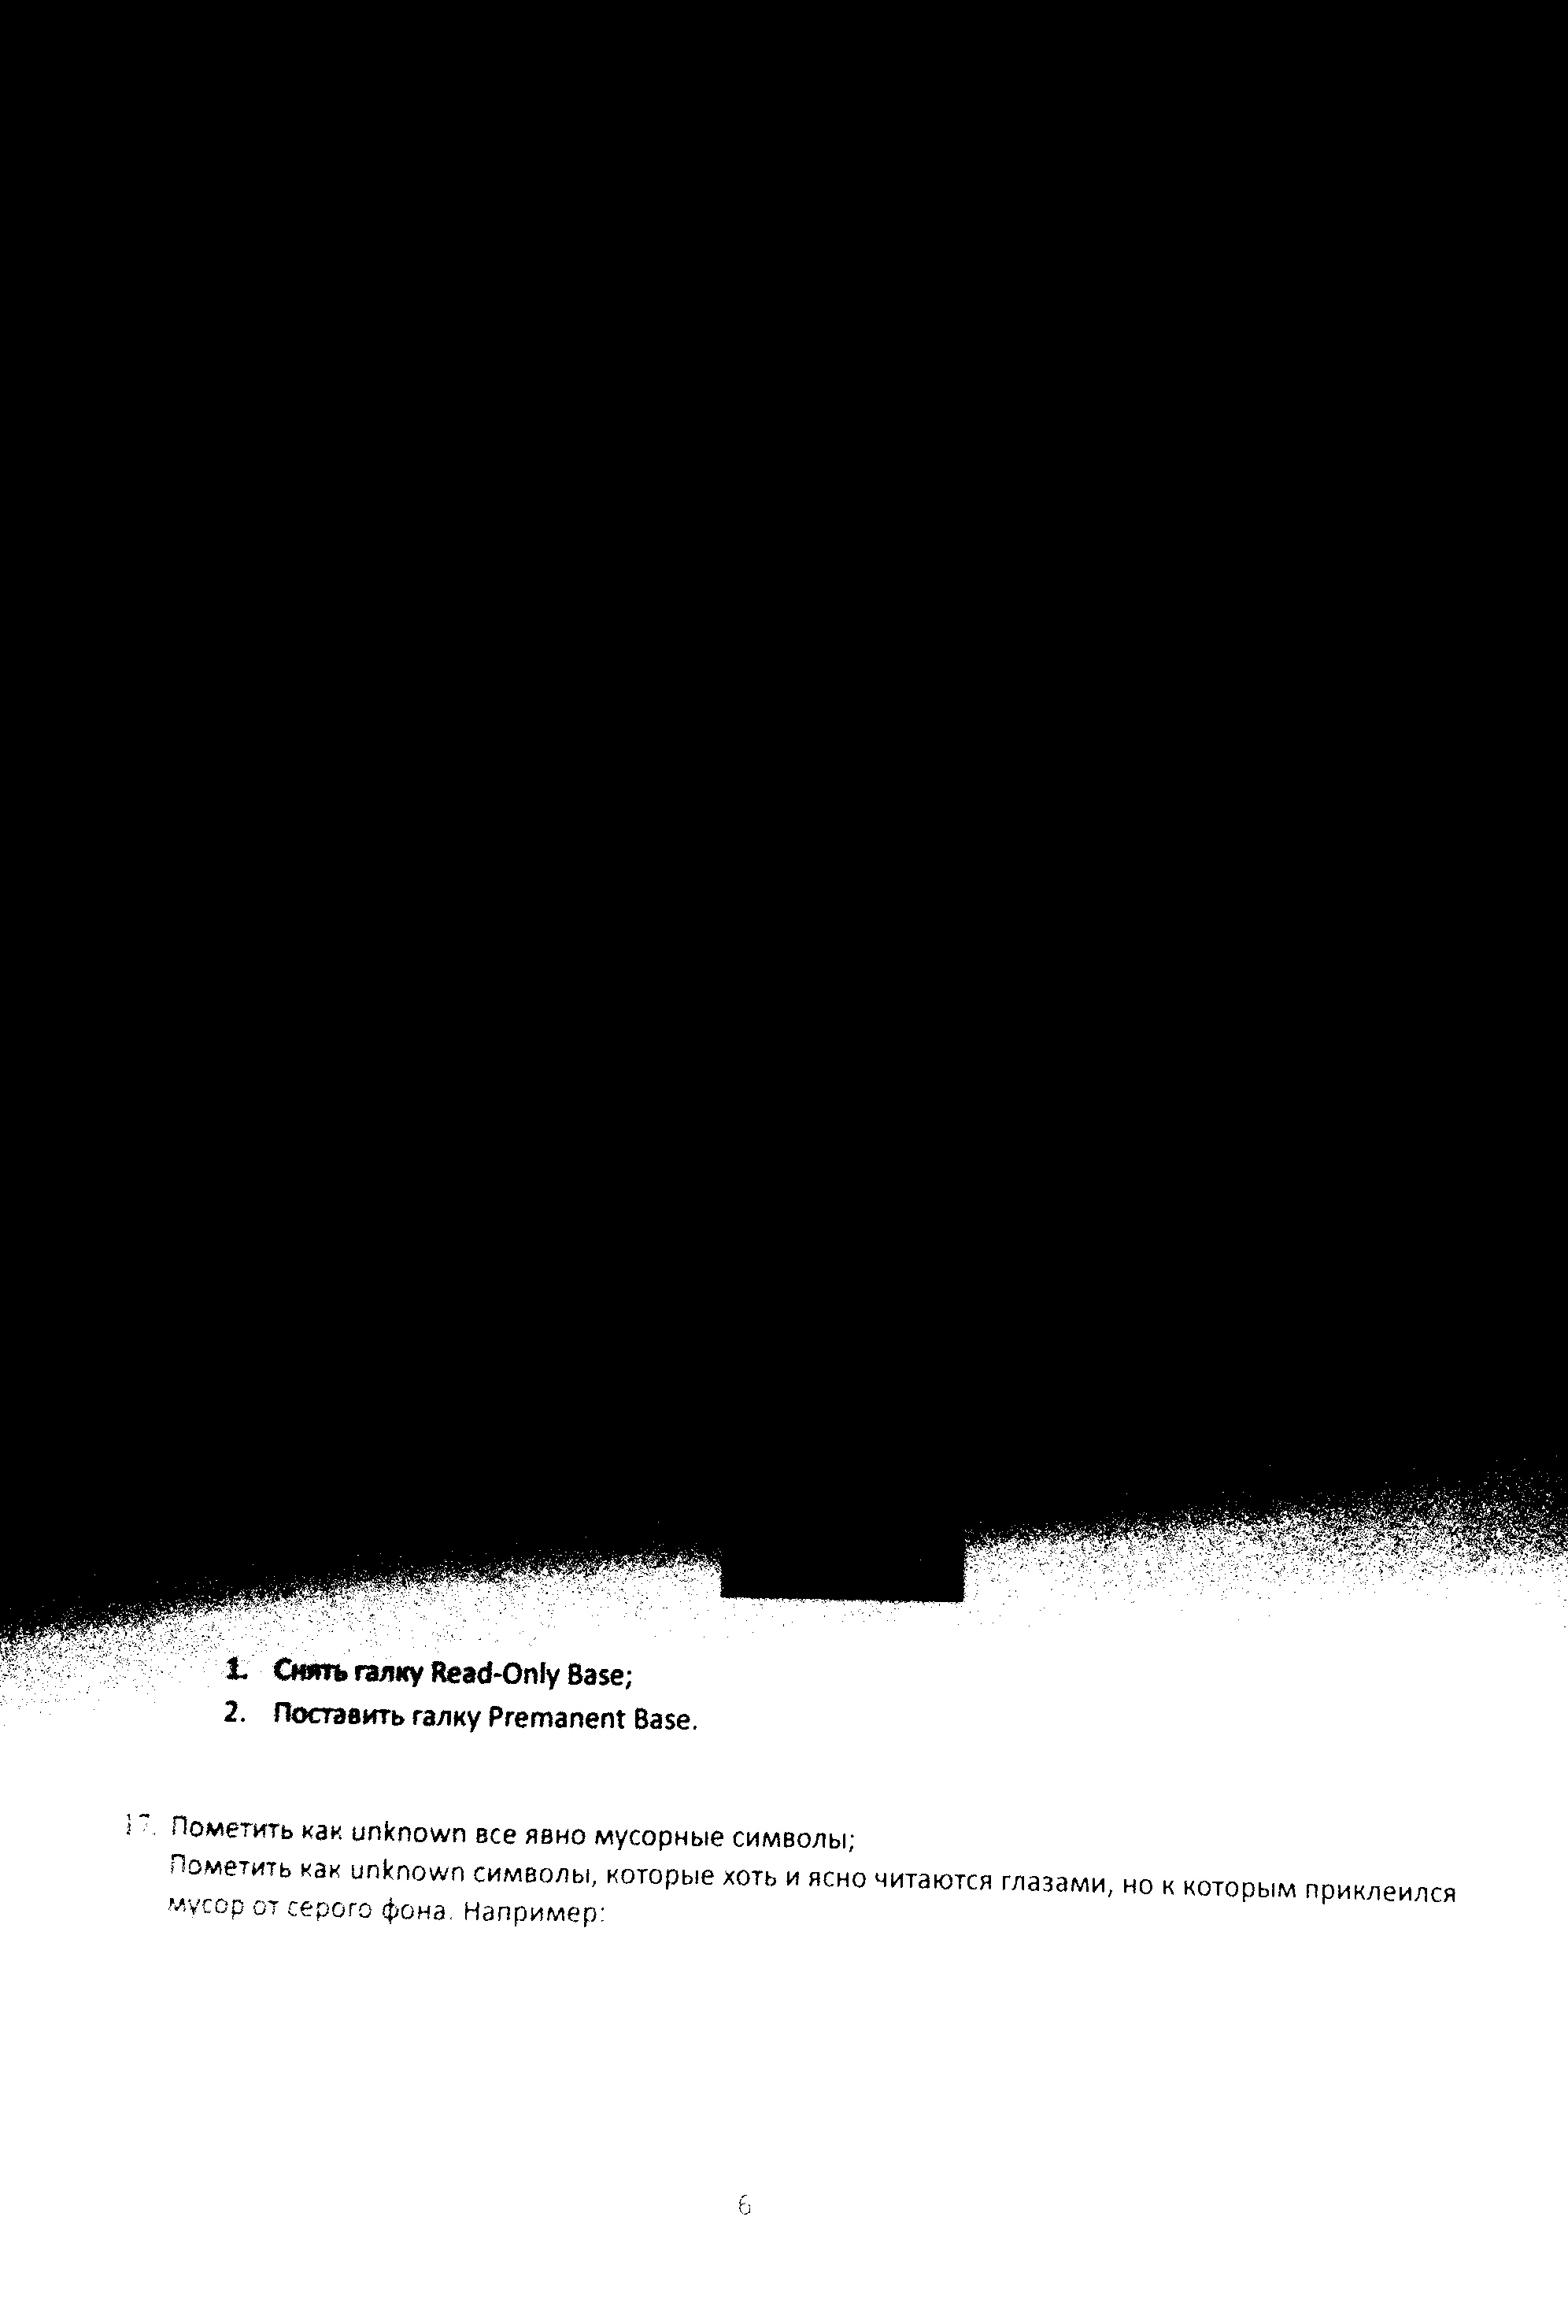 1. Снять галку Read-Only Base;
2. Поставить галку Premanent Base.
17. Пометить как unknown все явно мусорные символы;
Пометить как unknown символы, которые хоть и ясно читаются глазами, но к которым приклеился
мусор от серого фона. Например:
6